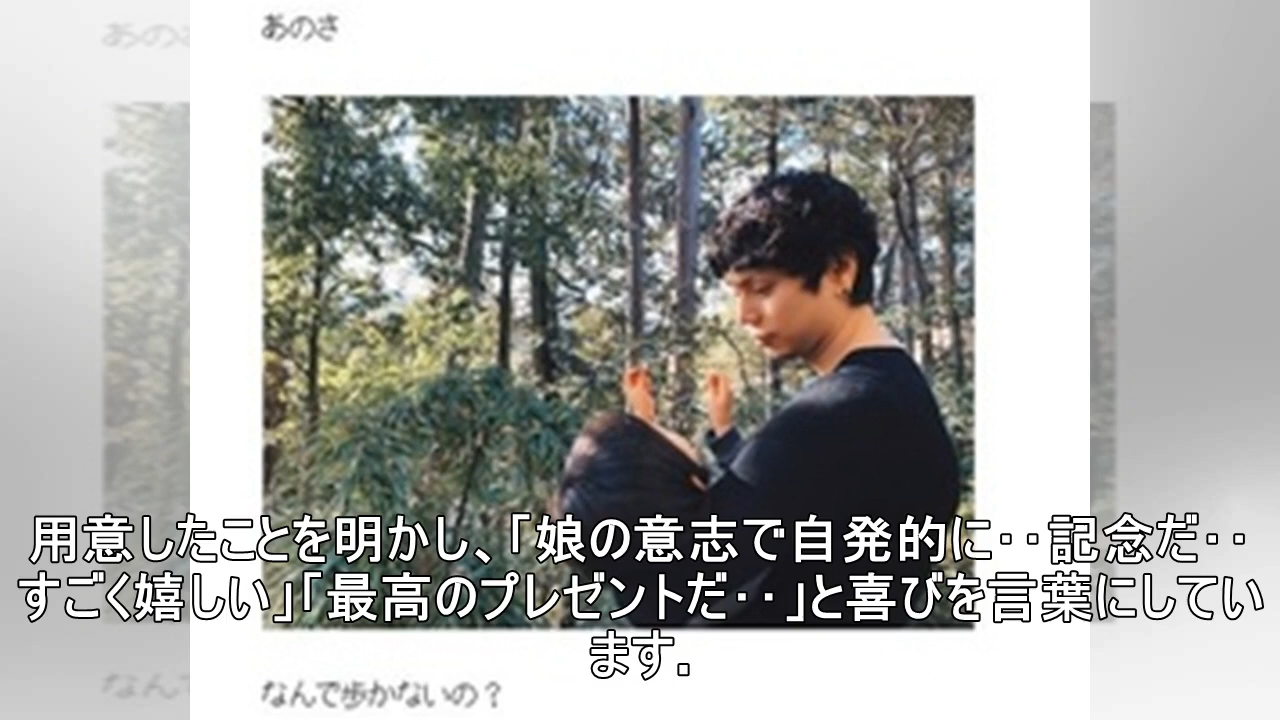 あのさ
用意したことを明かし、「娘の意志で自発的に‥記念だ‥
すごく嬉しい」「最高のプレゼントだ‥」と喜びを言葉にしてい
ます.
なんで歩かないの？